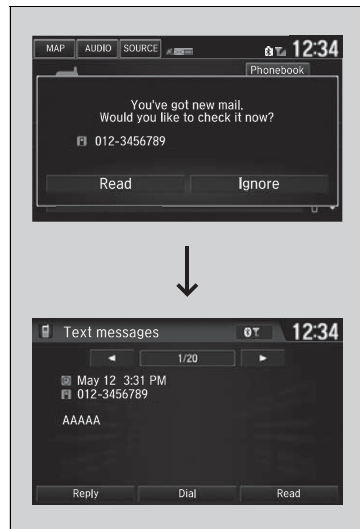 MAP AUDIO SOURCE 12:34
Phonebook
You've got new mail.
Would you like to check it now?
012-3456789
Read Ignore
Text messages 12:34
1/20
May 12 3:31 PM
012-3456789
AAAAA
Reply Dial Read